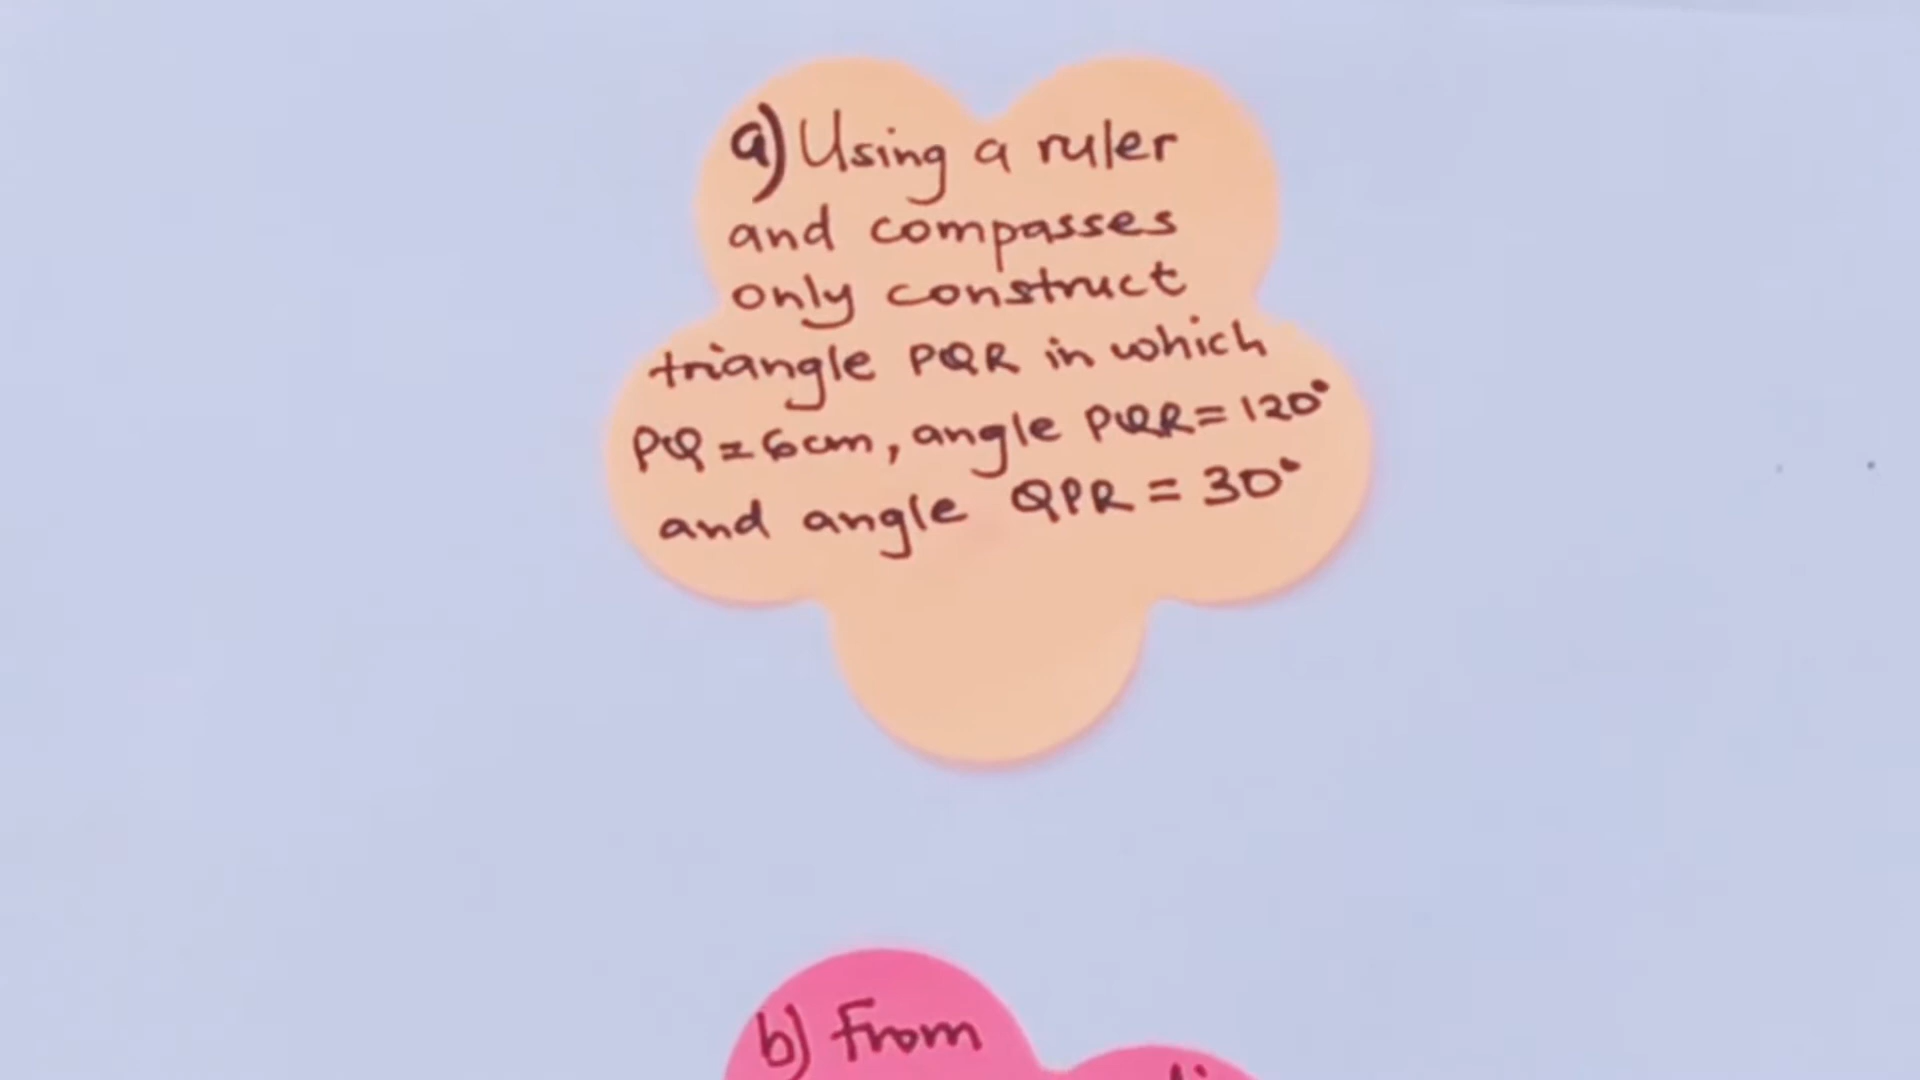 a) Using a ruler
and compasses
only construct
triangle PQR in which
PQ = 6cm, angle PQR = 120°
and angle QPR = 30°
b) From